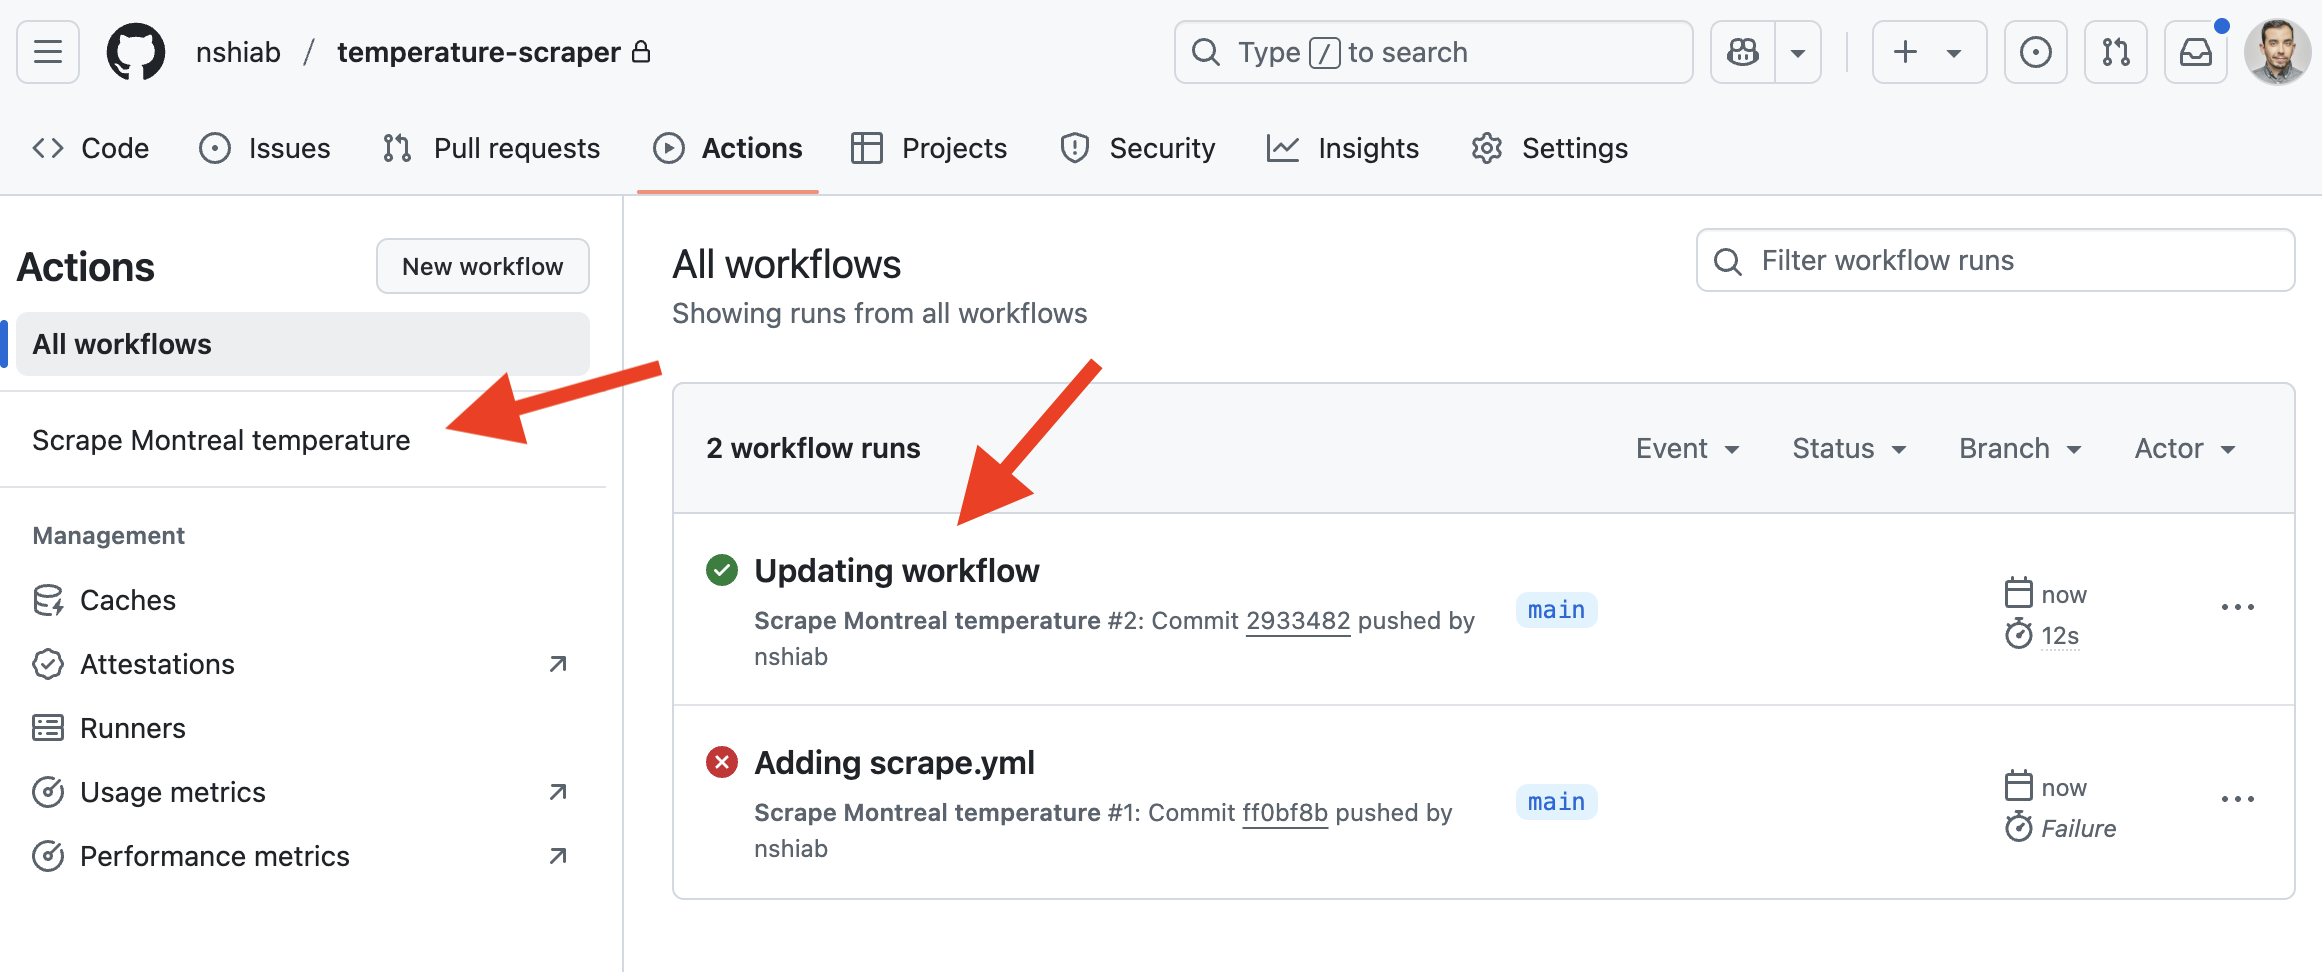 nshiab / temperature-scraper
Type / to search
Code Issues Pull requests Actions Projects Security Insights Settings
Actions
New workflow
All workflows
Scrape Montreal temperature
Management
Caches
Attestations
Runners
Usage metrics
Performance metrics
All workflows
Showing runs from all workflows
Filter workflow runs
2 workflow runs
Event Status Branch Actor
Updating workflow
Scrape Montreal temperature #2: Commit 2933482 pushed by
nshiab
main
now
12s
Adding scrape.yml
Scrape Montreal temperature #1: Commit ff0bf8b pushed by
nshiab
main
now
Failure